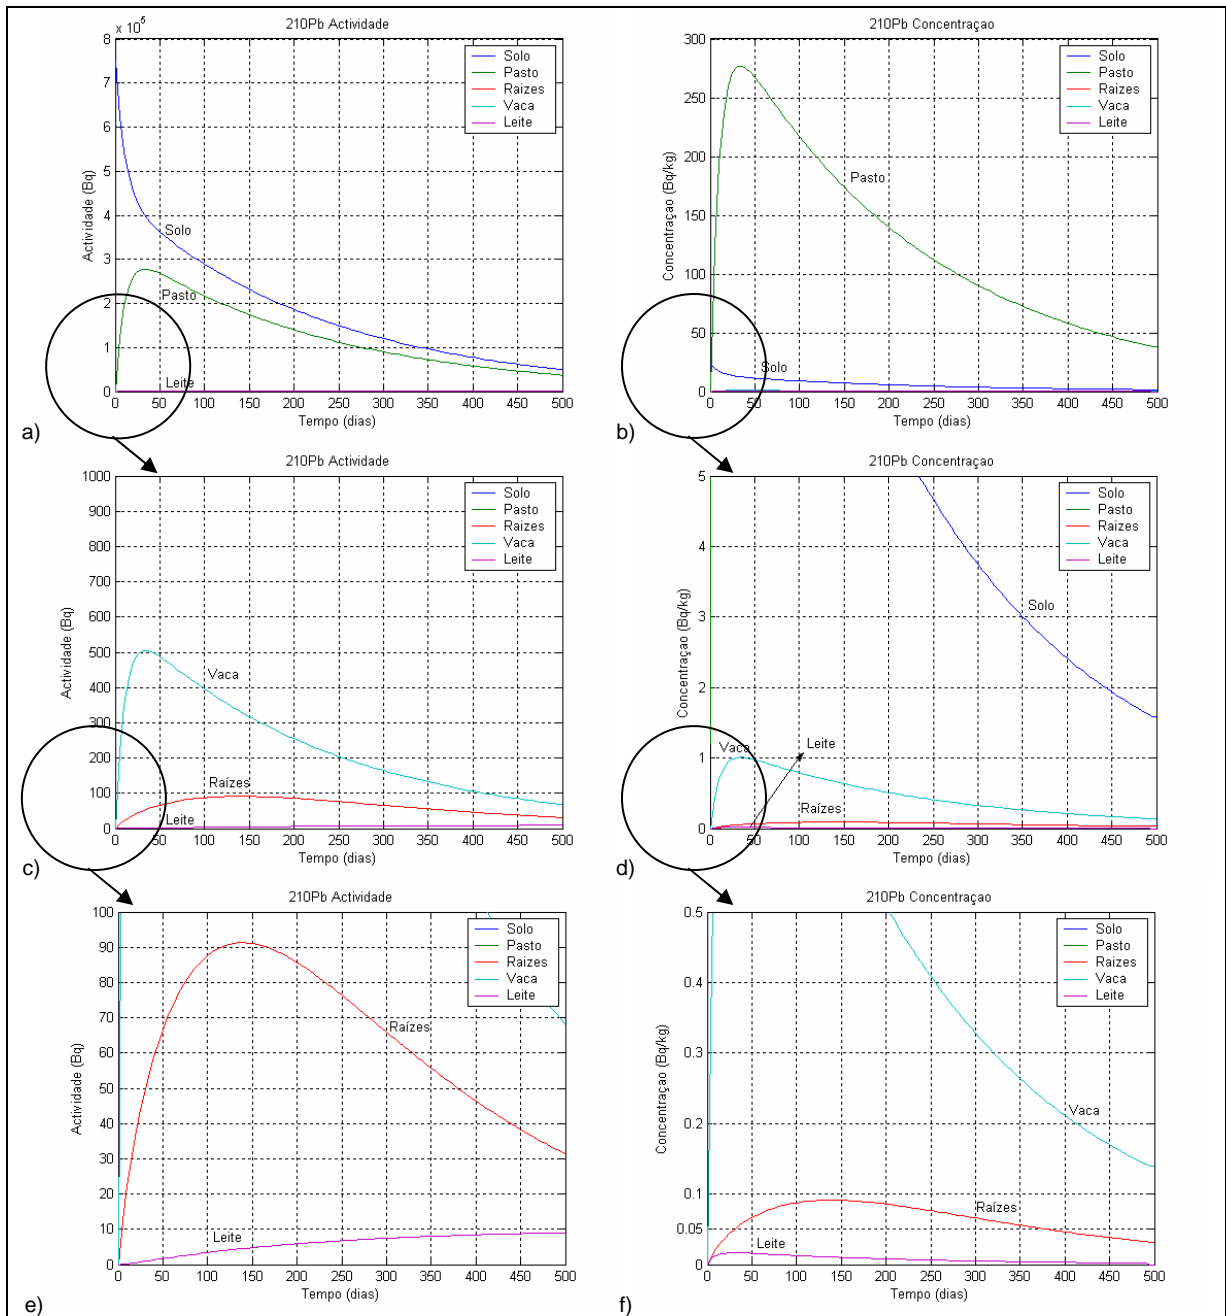 210Pb Actividade
x 10^5
8
7
6
5
4
3
2
1
0
Actividade (Bq)
Solo
Pasto
Raizes
Vaca
Leite
Solo
Pasto
Leite
0 50 100 150 200 250 300 350 400 450 500
Tempo (dias)
a)
210Pb Concentraçao
300
250
200
150
100
50
0
Concentraçao (Bq/kg)
Solo
Pasto
Raizes
Vaca
Leite
Pasto
Solo
0 50 100 150 200 250 300 350 400 450 500
Tempo (dias)
b)
210Pb Actividade
1000
900
800
700
600
500
400
300
200
100
0
Actividade (Bq)
Solo
Pasto
Raizes
Vaca
Leite
Vaca
Raízes
Leite
0 50 100 150 200 250 300 350 400 450 500
Tempo (dias)
c)
210Pb Concentraçao
5
4
3
2
1
0
Concentraçao (Bq/kg)
Solo
Pasto
Raizes
Vaca
Leite
Solo
Vaca
Leite
Raízes
0 50 100 150 200 250 300 350 400 450 500
Tempo (dias)
d)
210Pb Actividade
100
90
80
70
60
50
40
30
20
10
0
Actividade (Bq)
Solo
Pasto
Raizes
Vaca
Leite
Raízes
Leite
0 50 100 150 200 250 300 350 400 450 500
Tempo (dias)
e)
210Pb Concentraçao
0.5
0.4
0.3
0.2
0.1
0.05
0
Concentraçao (Bq/kg)
Solo
Pasto
Raizes
Vaca
Leite
Vaca
Raízes
Leite
0 50 100 150 200 250 300 350 400 450 500
Tempo (dias)
f)